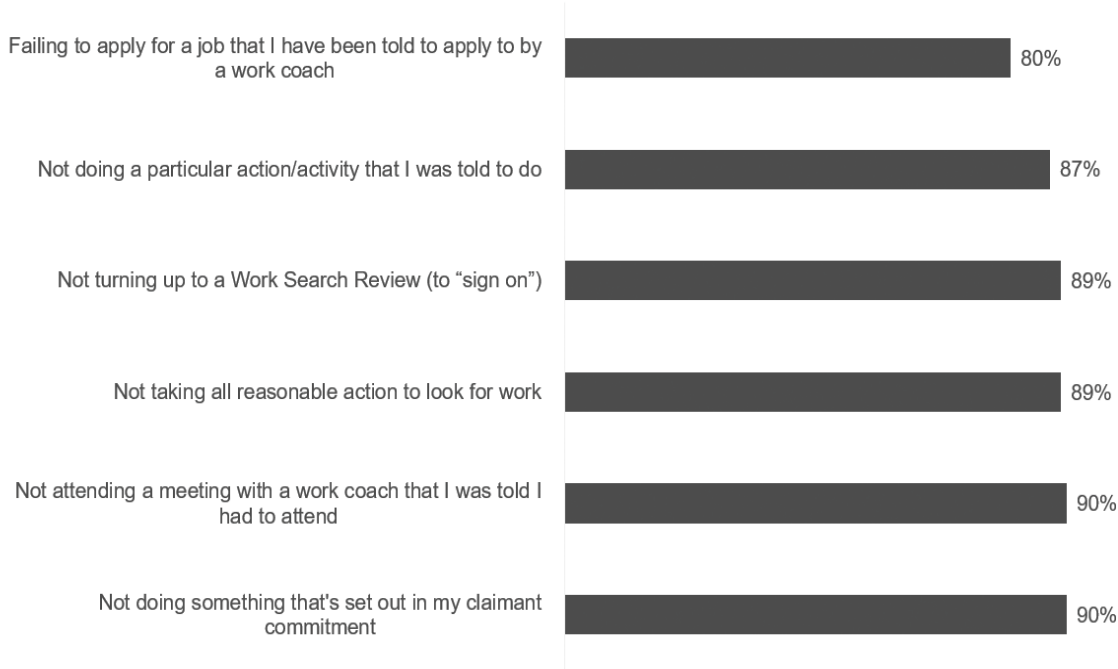 Failing to apply for a job that I have been told to apply to by
a work coach
80%
Not doing a particular action/activity that I was told to do
87%
Not turning up to a Work Search Review (to “sign on”)
89%
Not taking all reasonable action to look for work
89%
Not attending a meeting with a work coach that I was told I
had to attend
90%
Not doing something that's set out in my claimant
commitment
90%